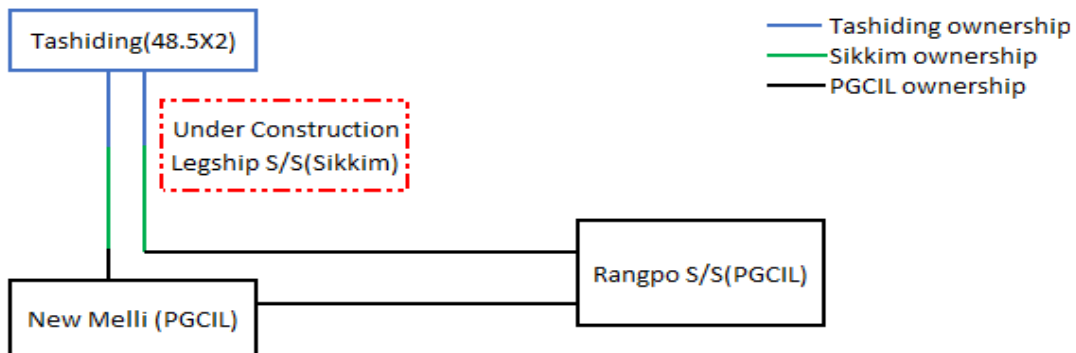 Tashiding(48.5X2)
Tashiding ownership
Sikkim ownership
PGCIL ownership
Under Construction
Legship S/S(Sikkim)
Rangpo S/S(PGCIL)
New Melli (PGCIL)